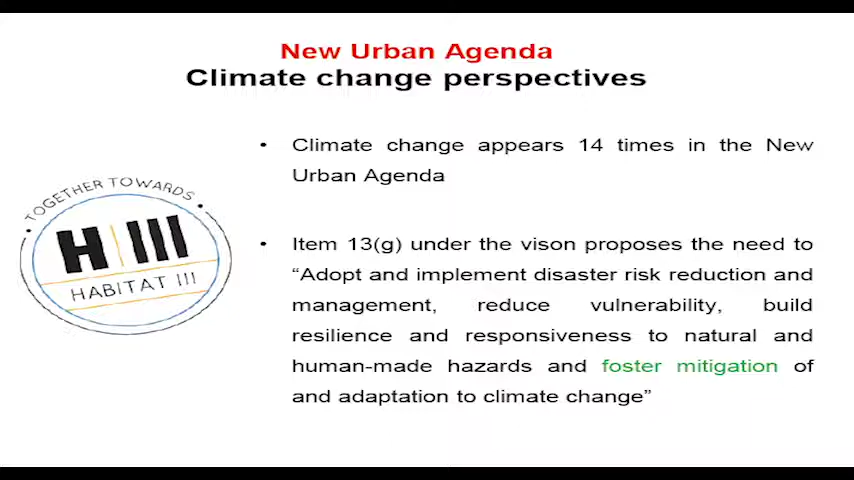 New Urban Agenda
Climate change perspectives
• Climate change appears 14 times in the New
Urban Agenda
TOGETHER TOWARDS
H III
HABITAT III
• Item 13(g) under the vison proposes the need to
“Adopt and implement disaster risk reduction and
management, reduce vulnerability, build
resilience and responsiveness to natural and
human-made hazards and foster mitigation of
and adaptation to climate change”